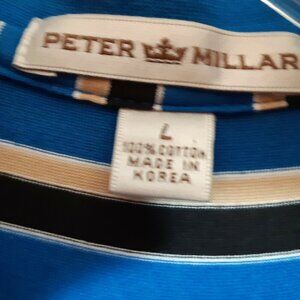 PETER MILLAR
L
100% COTTON
MADE IN
KOREA